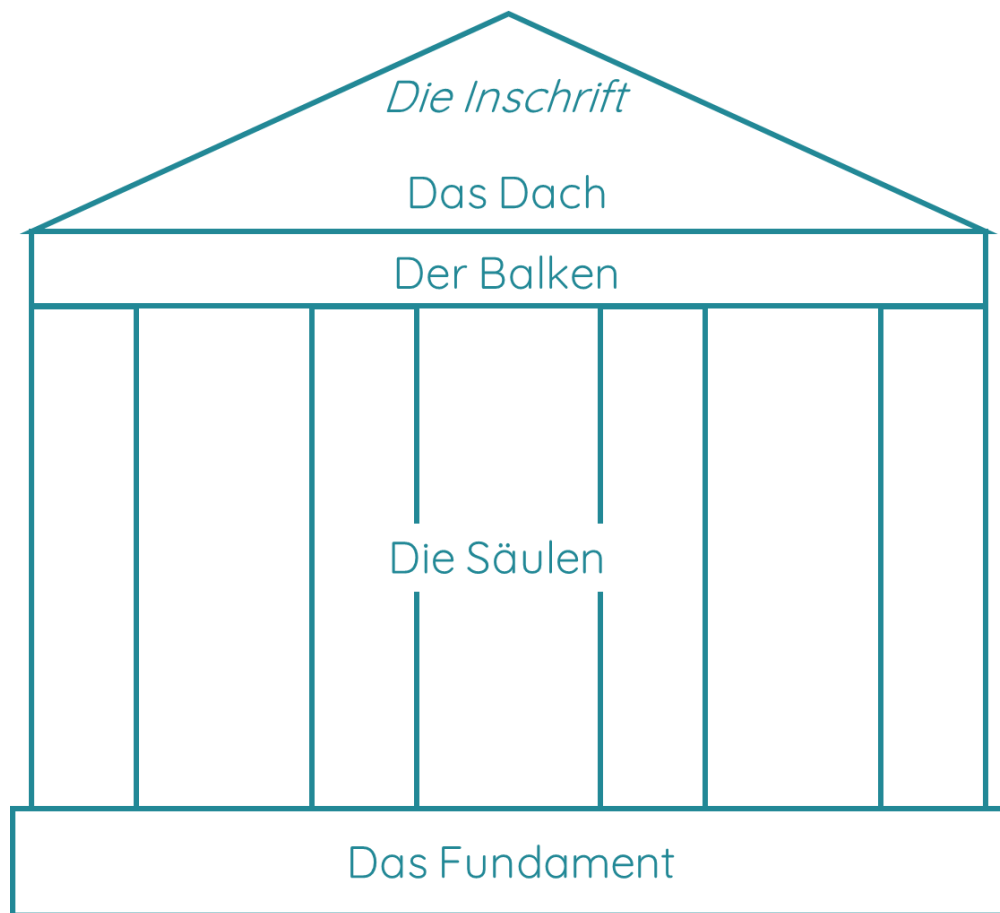 Die Inschrift
Das Dach
Der Balken
Die Säulen
Das Fundament